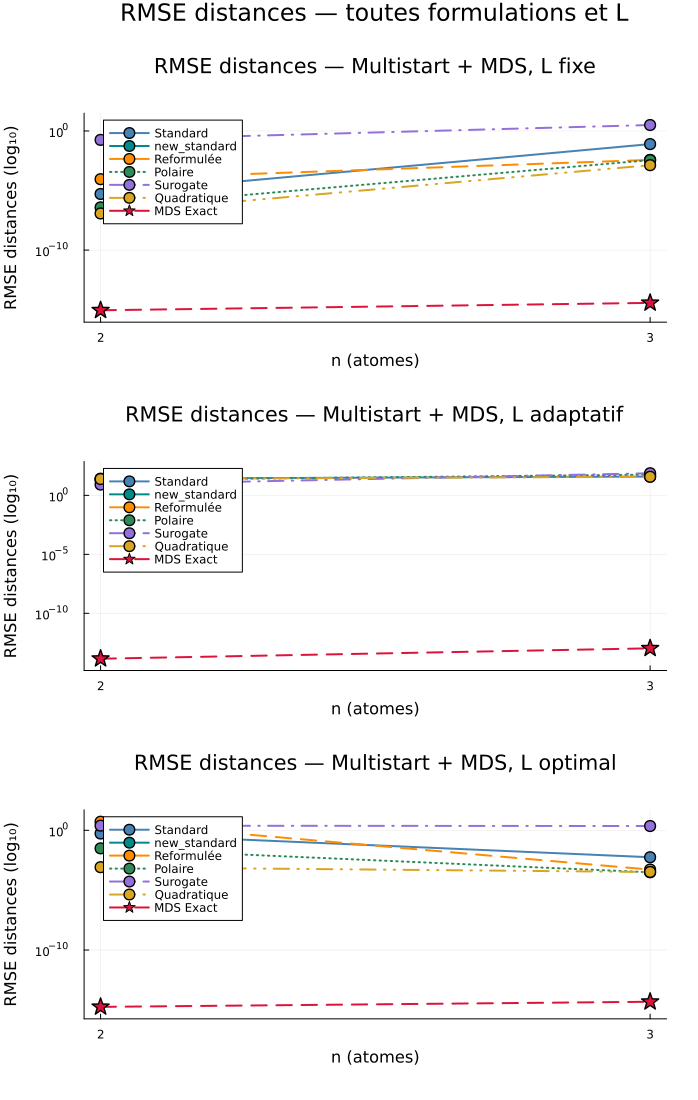 RMSE distances — toutes formulations et L
RMSE distances — Multistart + MDS, L fixe
RMSE distances (log₁₀)
10⁰
10⁻¹⁰
Standard
new_standard
Reformulée
Polaire
Surogate
Quadratique
MDS Exact
2
3
n (atomes)
RMSE distances — Multistart + MDS, L adaptatif
RMSE distances (log₁₀)
10⁰
10⁻⁵
10⁻¹⁰
Standard
new_standard
Reformulée
Polaire
Surogate
Quadratique
MDS Exact
2
3
n (atomes)
RMSE distances — Multistart + MDS, L optimal
RMSE distances (log₁₀)
10⁰
10⁻¹⁰
Standard
new_standard
Reformulée
Polaire
Surogate
Quadratique
MDS Exact
2
3
n (atomes)